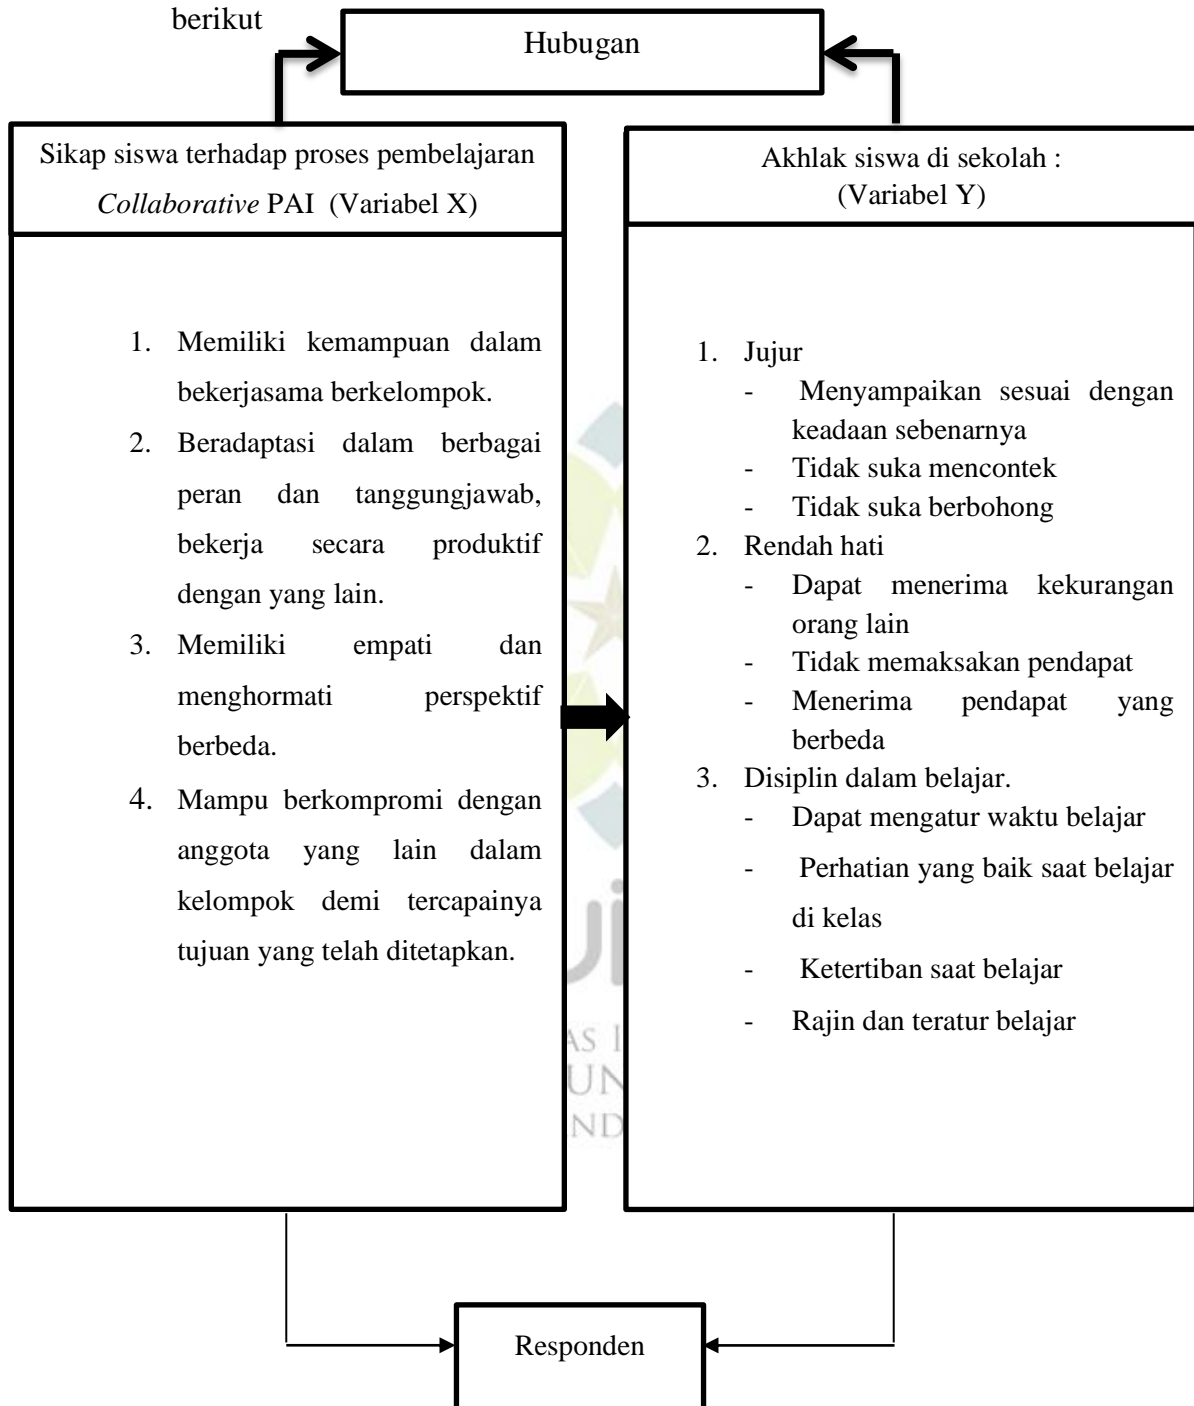 berikut
Hubugan
Sikap siswa terhadap proses pembelajaran
Collaborative PAI (Variabel X)
1. Memiliki kemampuan dalam
bekerjasama berkelompok.
2. Beradaptasi dalam berbagai
peran dan tanggungjawab,
bekerja secara produktif
dengan yang lain.
3. Memiliki empati dan
menghormati perspektif
berbeda.
4. Mampu berkompromi dengan
anggota yang lain dalam
kelompok demi tercapainya
tujuan yang telah ditetapkan.
Akhlak siswa di sekolah :
(Variabel Y)
1. Jujur
- Menyampaikan sesuai dengan
keadaan sebenarnya
- Tidak suka mencontek
- Tidak suka berbohong
2. Rendah hati
- Dapat menerima kekurangan
orang lain
- Tidak memaksakan pendapat
- Menerima pendapat yang
berbeda
3. Disiplin dalam belajar.
- Dapat mengatur waktu belajar
- Perhatian yang baik saat belajar
di kelas
- Ketertiban saat belajar
- Rajin dan teratur belajar
Responden